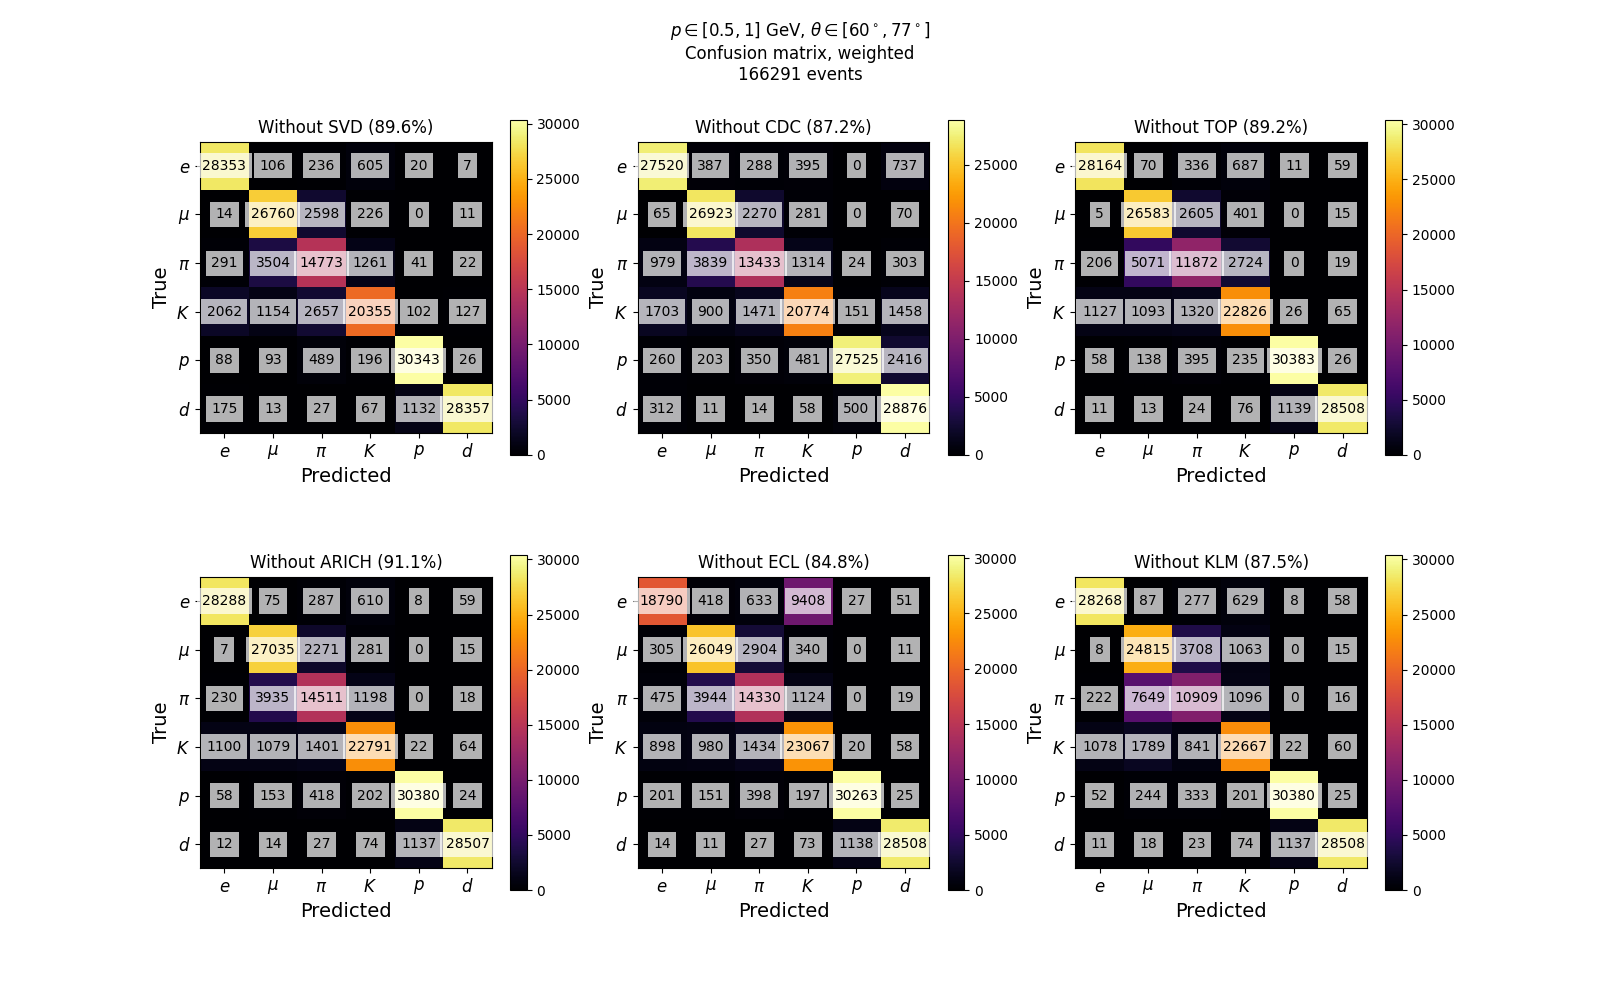 p ∈ [0.5, 1] GeV, θ ∈ [60°, 77°]
Confusion matrix, weighted
166291 events
Without SVD (89.6%)
True
e 28353 106 236 605 20 7
μ 14 26760 2598 226 0 11
π 291 3504 14773 1261 41 22
K 2062 1154 2657 20355 102 127
p 88 93 489 196 30343 26
d 175 13 27 67 1132 28357
e μ π K p d
Predicted
30000
25000
20000
15000
10000
5000
0
Without CDC (87.2%)
True
e 27520 387 288 395 0 737
μ 65 26923 2270 281 0 70
π 979 3839 13433 1314 24 303
K 1703 900 1471 20774 151 1458
p 260 203 350 481 27525 2416
d 312 11 14 58 500 28876
e μ π K p d
Predicted
25000
20000
15000
10000
5000
0
Without TOP (89.2%)
True
e 28164 70 336 687 11 59
μ 5 26583 2605 401 0 15
π 206 5071 11872 2724 0 19
K 1127 1093 1320 22826 26 65
p 58 138 395 235 30383 26
d 11 13 24 76 1139 28508
e μ π K p d
Predicted
30000
25000
20000
15000
10000
5000
0
Without ARICH (91.1%)
True
e 28288 75 287 610 8 59
μ 7 27035 2271 281 0 15
π 230 3935 14511 1198 0 18
K 1100 1079 1401 22791 22 64
p 58 153 418 202 30380 24
d 12 14 27 74 1137 28507
e μ π K p d
Predicted
30000
25000
20000
15000
10000
5000
0
Without ECL (84.8%)
True
e 18790 418 633 9408 27 51
μ 305 26049 2904 340 0 11
π 475 3944 14330 1124 0 19
K 898 980 1434 23067 20 58
p 201 151 398 197 30263 25
d 14 11 27 73 1138 28508
e μ π K p d
Predicted
30000
25000
20000
15000
10000
5000
0
Without KLM (87.5%)
True
e 28268 87 277 629 8 58
μ 8 24815 3708 1063 0 15
π 222 7649 10909 1096 0 16
K 1078 1789 841 22667 22 60
p 52 244 333 201 30380 25
d 11 18 23 74 1137 28508
e μ π K p d
Predicted
30000
25000
20000
15000
10000
5000
0